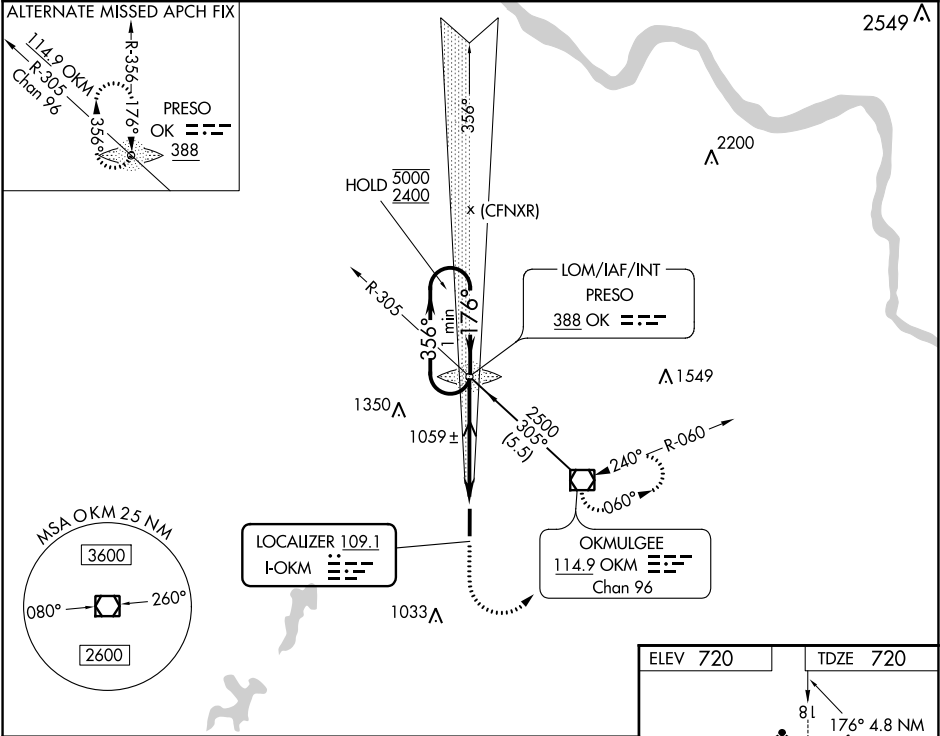 ALTERNATE MISSED APCH FIX
114.9 OKM
R-305
Chan 96
R-356
176°
356°
PRESO
OK
388
2549
2200
356°
HOLD 5000
2400
x (CFNXR)
LOM/IAF/INT
PRESO
388 OK
R-305
356°
1 min
176°
1549
1350
1059 ±
2500
305°
(5.5)
240°
R-060
060°
OKMULGEE
114.9 OKM
Chan 96
LOCALIZER 109.1
I-OKM
1033
MSA OKM 25 NM
3600
080°
260°
2600
ELEV 720
TDZE 720
18
176° 4.8 NM